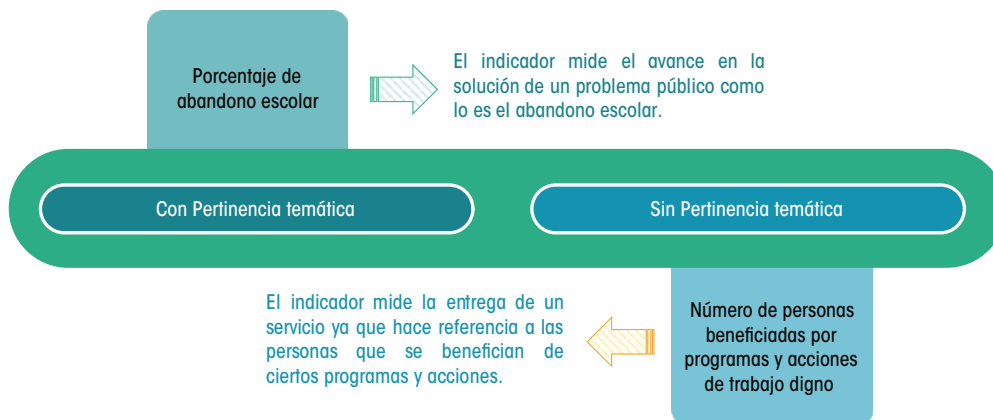 Porcentaje de
abandono escolar
El indicador mide el avance en la
solución de un problema público como
lo es el abandono escolar.
Con Pertinencia temática
Sin Pertinencia temática
El indicador mide la entrega de un
servicio ya que hace referencia a las
personas que se benefician de
ciertos programas y acciones.
Número de personas
beneficiadas por
programas y acciones
de trabajo digno